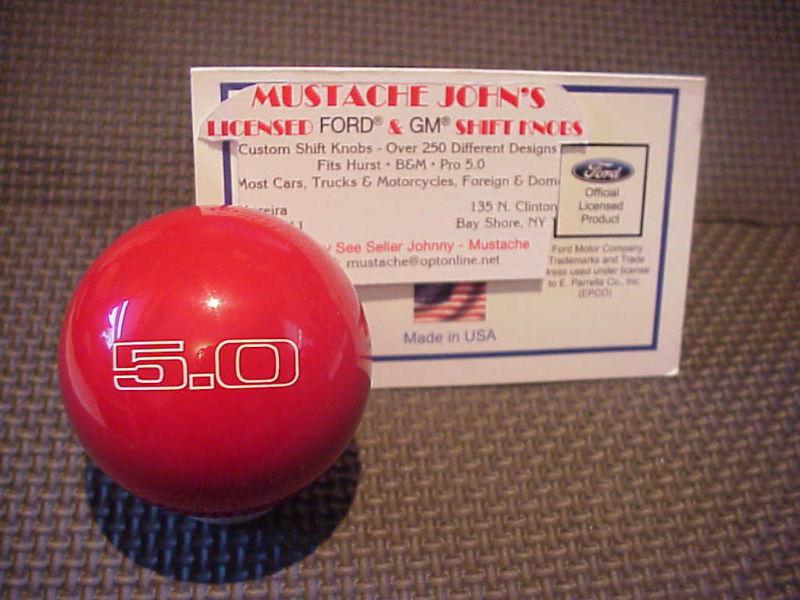 MUSTACHE JOHN'S
LICENSED FORD® & GM® SHIFT KNOBS
Custom Shift Knobs - Over 250 Different Designs
Fits Hurst • B&M • Pro 5.0
Most Cars, Trucks & Motorcycles, Foreign & Dom
135 N. Clinton
Bay Shore, NY
See Seller Johnny - Mustache
mustache@optonline.net
Ford
Official
Licensed
Product
Ford Motor Company
Trademarks and Trade
used under license
to E. Parrella Co., Inc.
(EPCO)
Made in USA
5.0